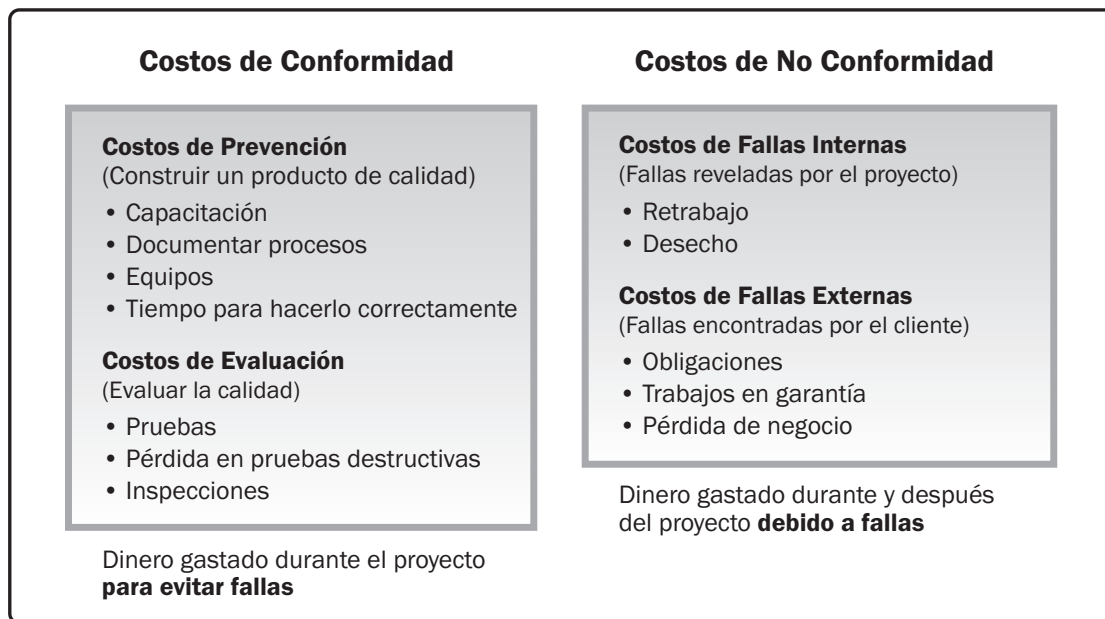 Costos de Conformidad
Costos de Prevención
(Construir un producto de calidad)
• Capacitación
• Documentar procesos
• Equipos
• Tiempo para hacerlo correctamente
Costos de Evaluación
(Evaluar la calidad)
• Pruebas
• Pérdida en pruebas destructivas
• Inspecciones
Dinero gastado durante el proyecto
para evitar fallas
Costos de No Conformidad
Costos de Fallas Internas
(Fallas reveladas por el proyecto)
• Retrabajo
• Desecho
Costos de Fallas Externas
(Fallas encontradas por el cliente)
• Obligaciones
• Trabajos en garantía
• Pérdida de negocio
Dinero gastado durante y después
del proyecto debido a fallas